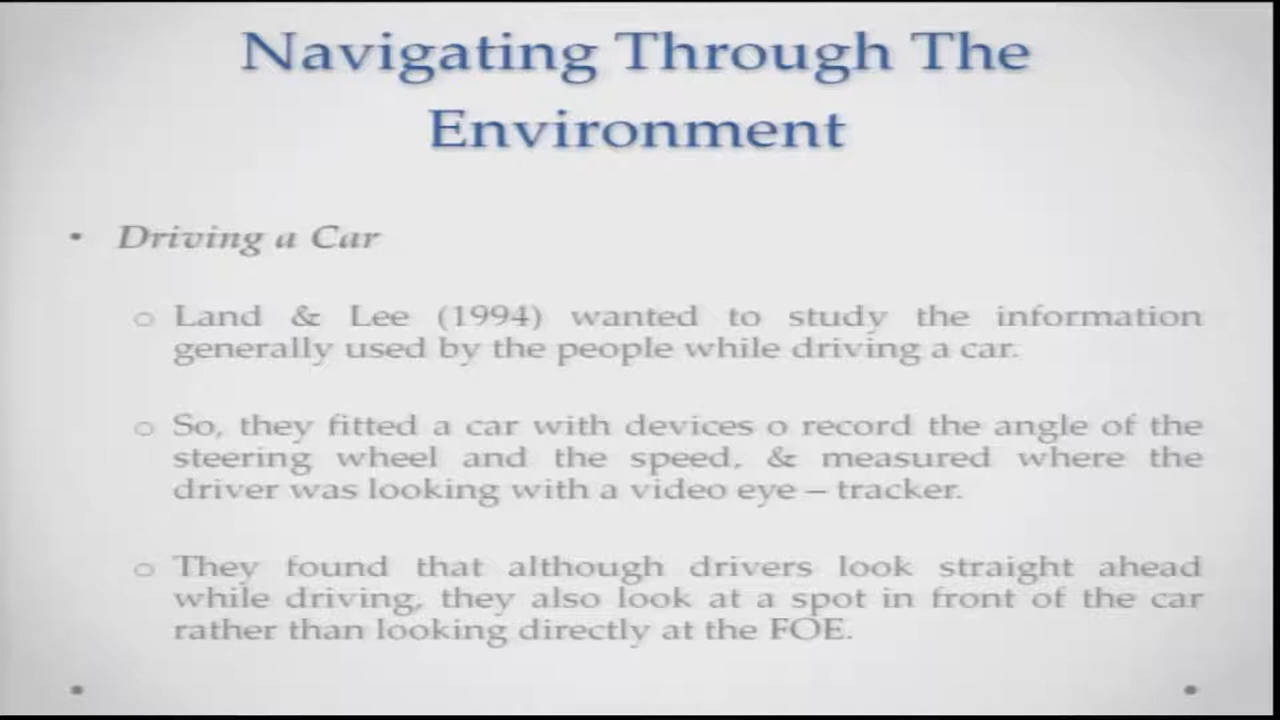 Navigating Through The
Environment
• Driving a Car
o Land & Lee (1994) wanted to study the information
generally used by the people while driving a car.
o So, they fitted a car with devices o record the angle of the
steering wheel and the speed, & measured where the
driver was looking with a video eye – tracker.
o They found that although drivers look straight ahead
while driving, they also look at a spot in front of the car
rather than looking directly at the FOE.